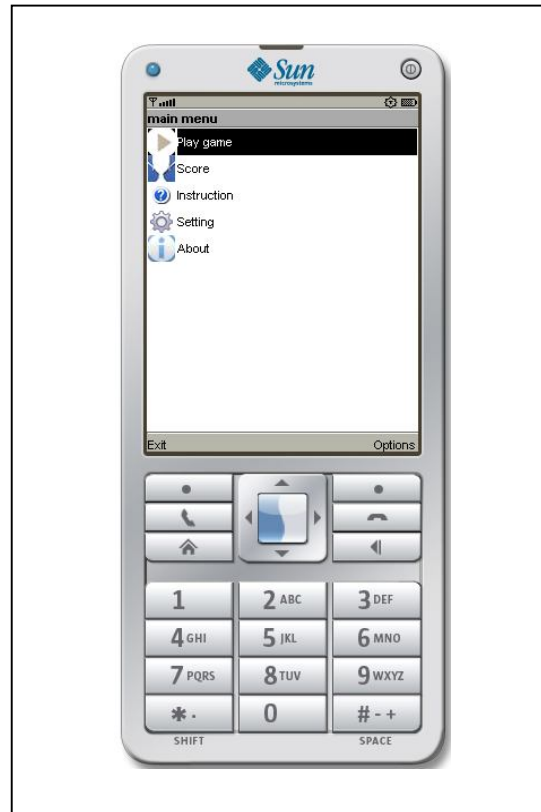 Sun
microsystems
main menu
Play game
Score
Instruction
Setting
About
Exit Options
1 2 ABC 3 DEF
4 GHI 5 JKL 6 MNO
7 PQRS 8 TUV 9 WXYZ
* . 0 # - +
SHIFT SPACE